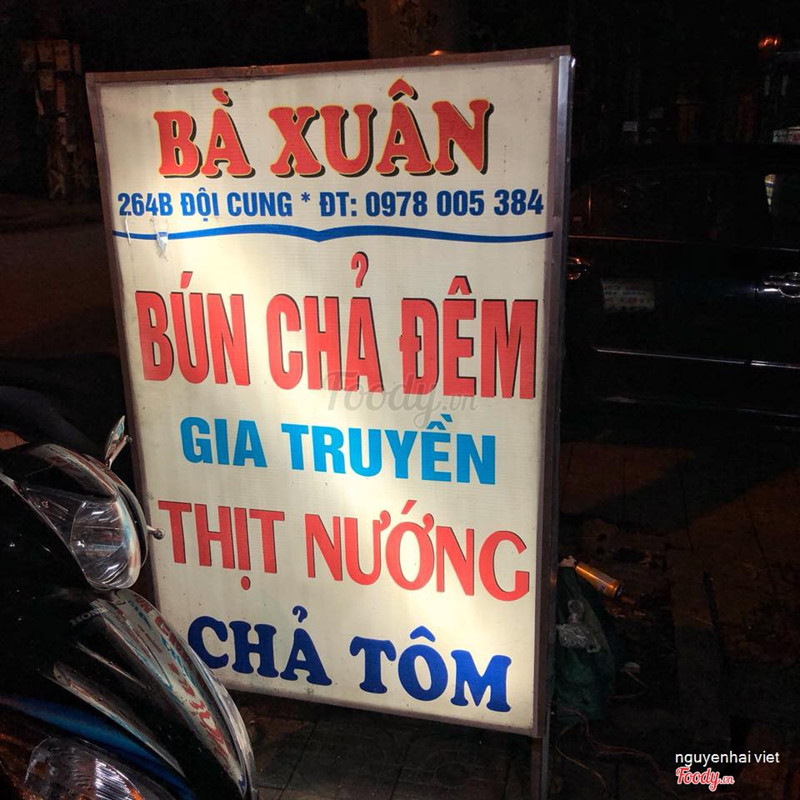 BÀ XUÂN
264B ĐỘI CUNG * ĐT: 0978 005 384
BÚN CHẢ ĐÊM
Foody.vn
GIA TRUYỀN
THỊT NƯỚNG
CHẢ TÔM
nguyenhai viet
Foody.vn